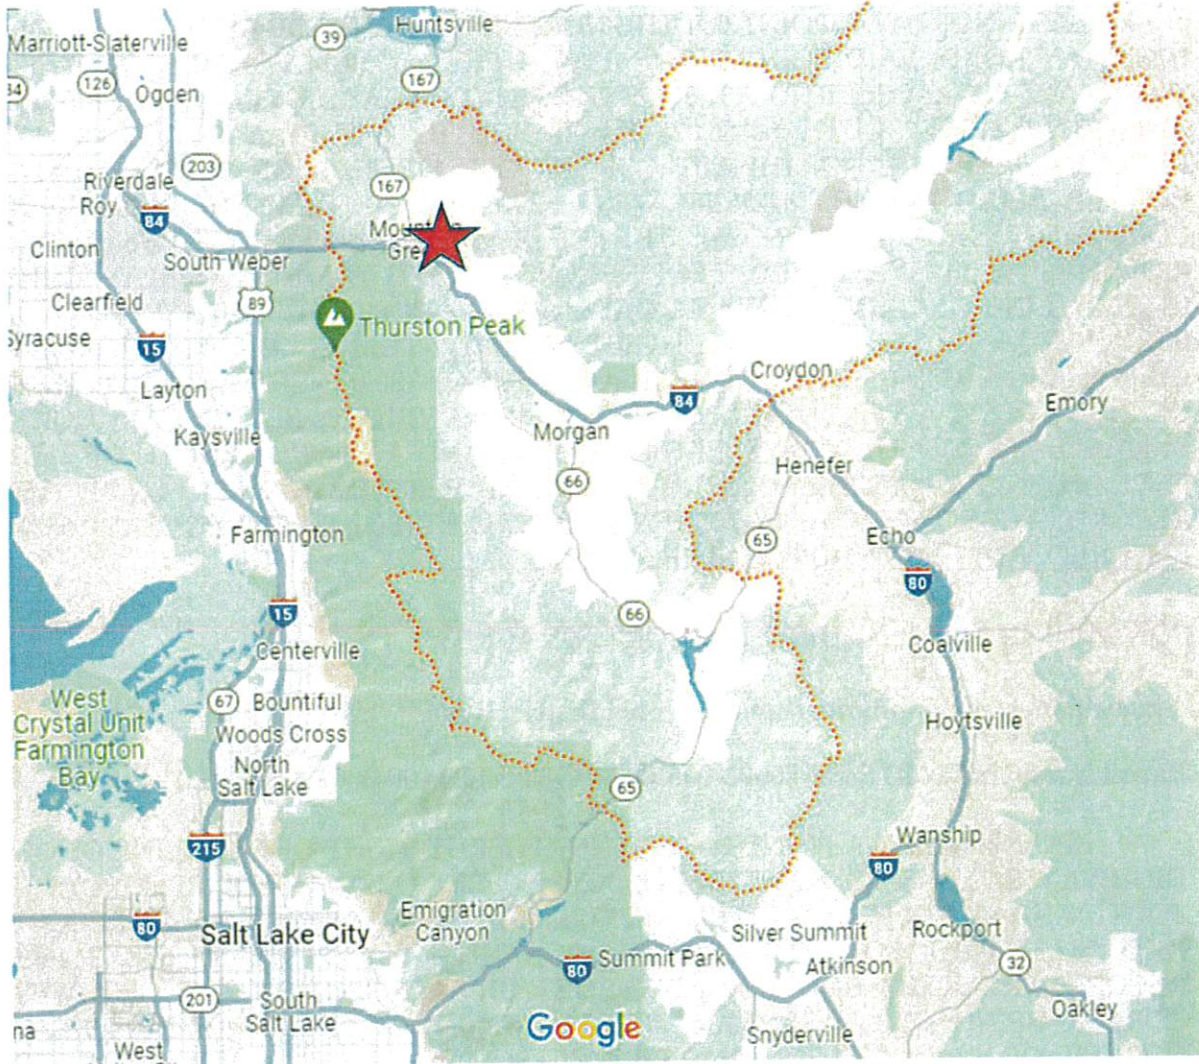 Huntsville
39
Marriott-Slaterville
167
126
Ogden
203
Riverdale
167
Roy
84
Clinton
South Weber
Clearfield
89
Thurston Peak
Syracuse
15
Layton
Croydon
84
Emory
Kaysville
Morgan
Henefer
66
Farmington
65
Echo
80
15
66
Centerville
Coalville
West
Crystal Unit
Farmington
Bay
67
Bountiful
Hoytsville
Woods Cross
North
Salt Lake
65
215
Wanship
80
Emigration
Canyon
80
Salt Lake City
Silver Summit
Rockport
Summit Park
80
Atkinson
32
201
South
Salt Lake
Oakley
Google
Snyderville
West